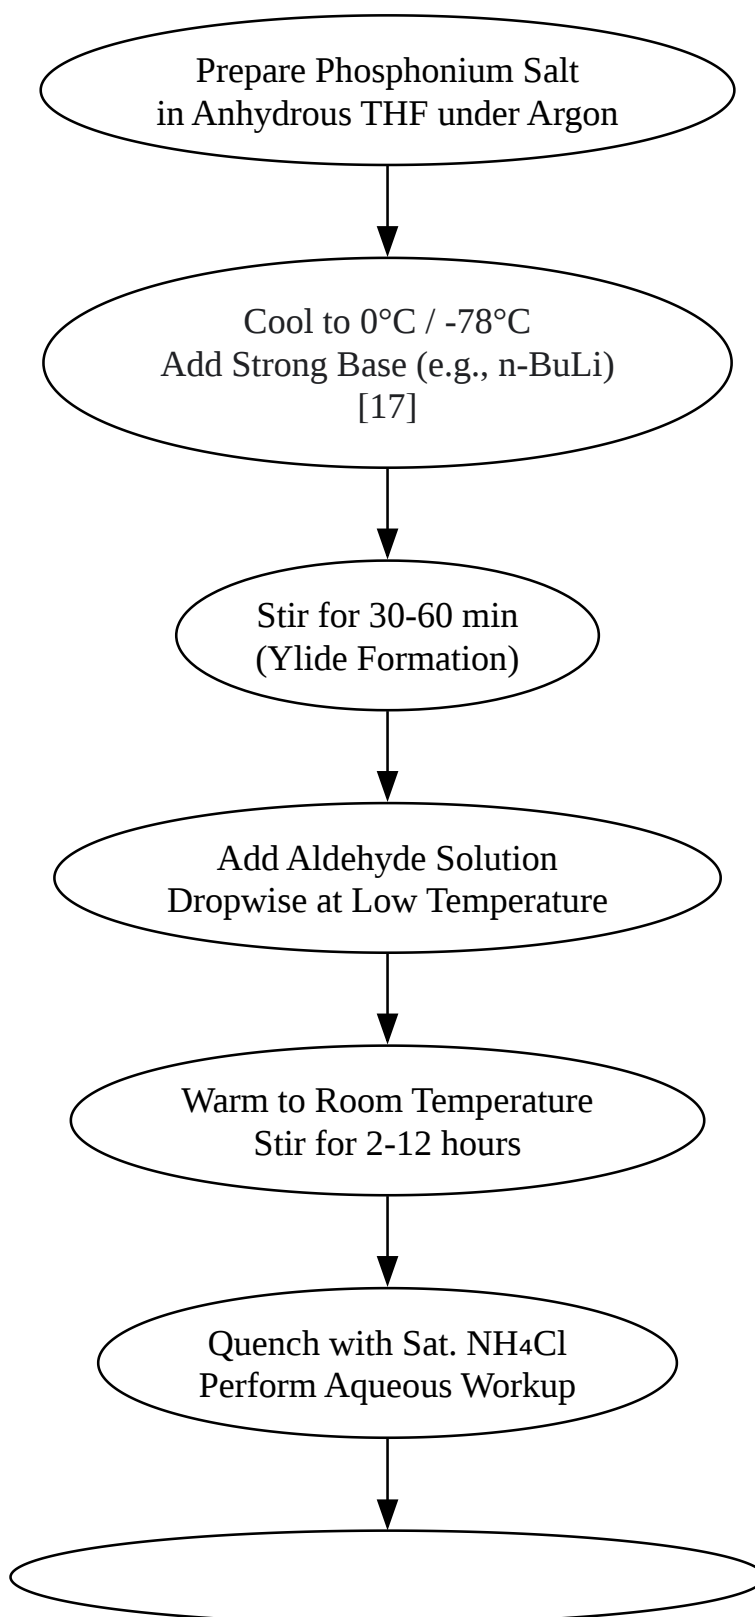 Prepare Phosphonium Salt
in Anhydrous THF under Argon
Cool to 0°C / -78°C
Add Strong Base (e.g., n-BuLi)
[17]
Stir for 30-60 min
(Ylide Formation)
Add Aldehyde Solution
Dropwise at Low Temperature
Warm to Room Temperature
Stir for 2-12 hours
Quench with Sat. NH₄Cl
Perform Aqueous Workup